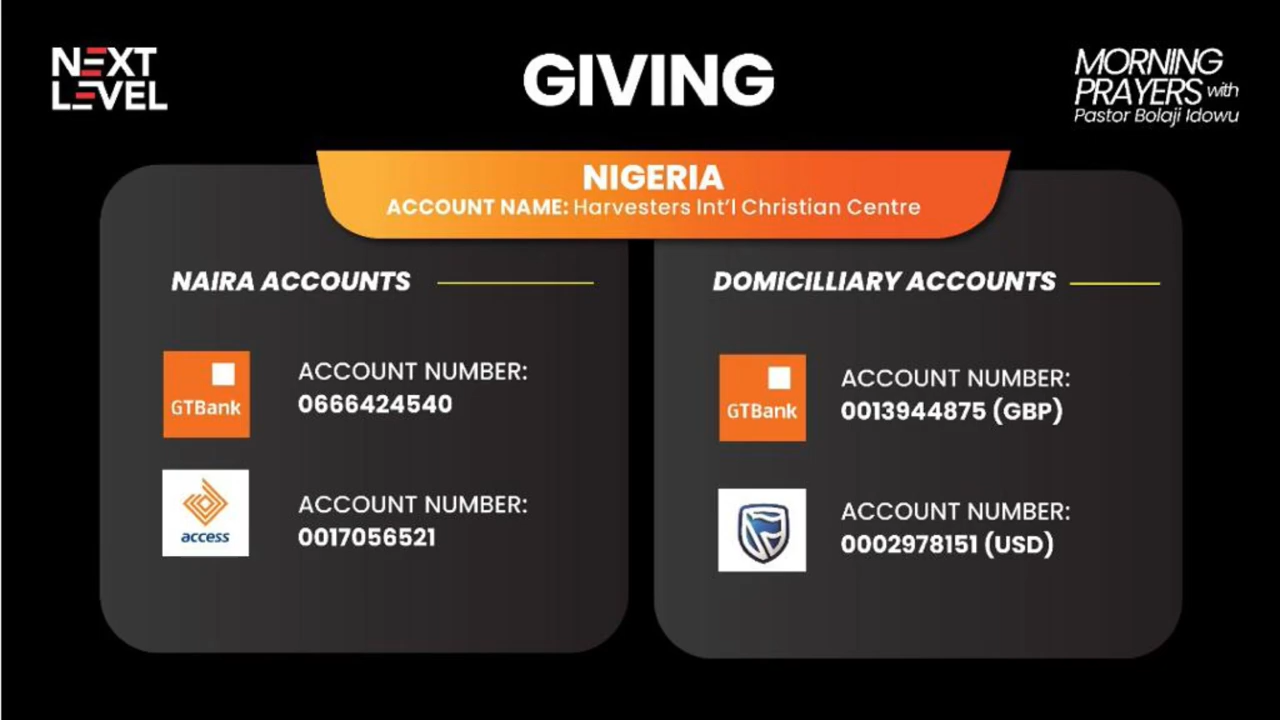 NEXT
LEVEL
GIVING
MORNING
PRAYERS with
Pastor Bolaji Idowu
NIGERIA
ACCOUNT NAME: Harvesters Int'l Christian Centre
NAIRA ACCOUNTS
GTBank
ACCOUNT NUMBER:
0666424540
access
ACCOUNT NUMBER:
0017056521
DOMICILLIARY ACCOUNTS
GTBank
ACCOUNT NUMBER:
0013944875 (GBP)
ACCOUNT NUMBER:
0002978151 (USD)